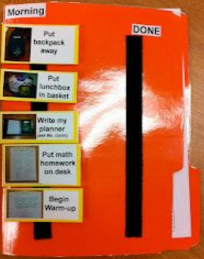 Morning
DONE
Put
backpack
away
Put
lunchbox
in basket
Write my
planner
Put math
homework
on desk
Begin
Warm-up